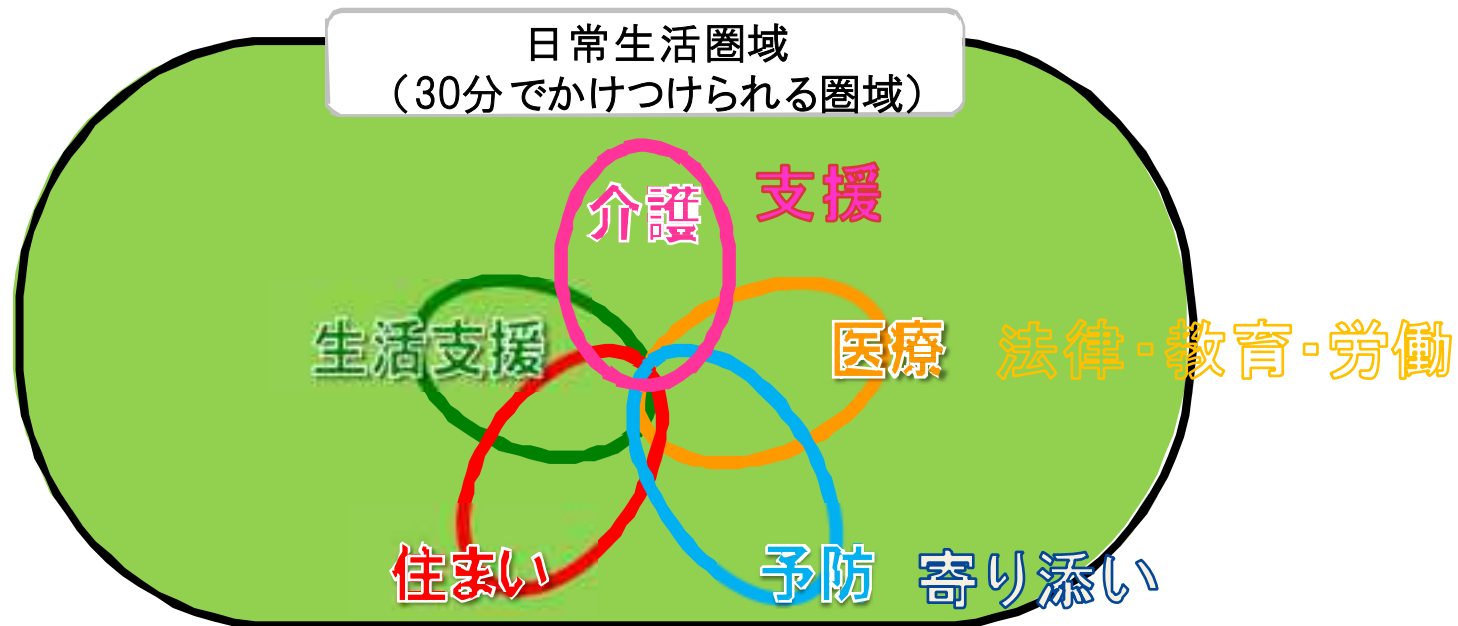 日常生活圏域
（30分でかけつけられる圏域）
介護 支援
生活支援 医療 法律・教育・労働
住まい 予防 寄り添い